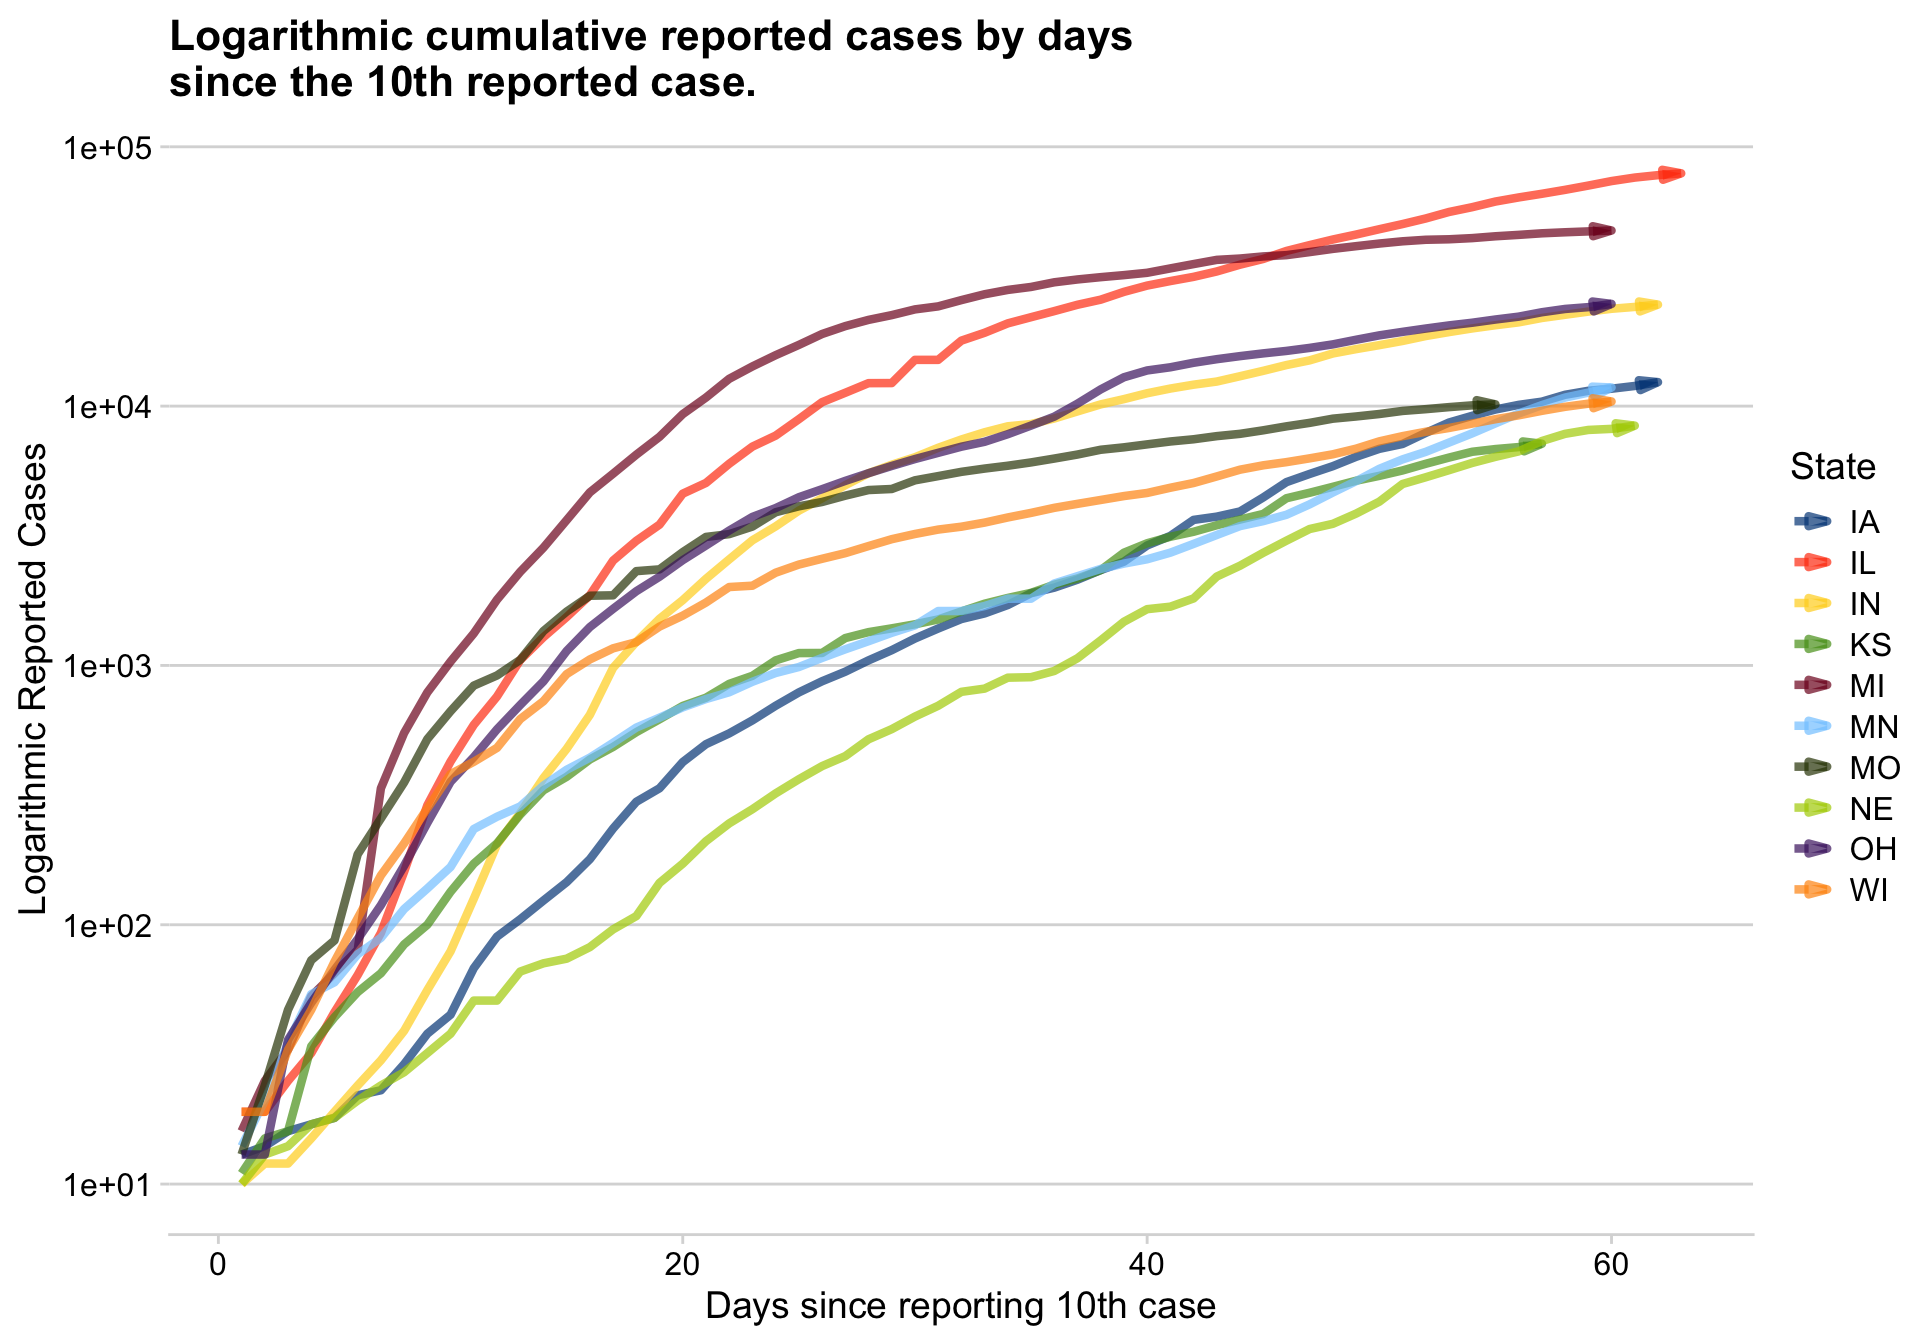 Logarithmic cumulative reported cases by days
since the 10th reported case.
1e+05
1e+04
1e+03
1e+02
1e+01
Logarithmic Reported Cases
0 20 40 60
Days since reporting 10th case
State
IA
IL
IN
KS
MI
MN
MO
NE
OH
WI